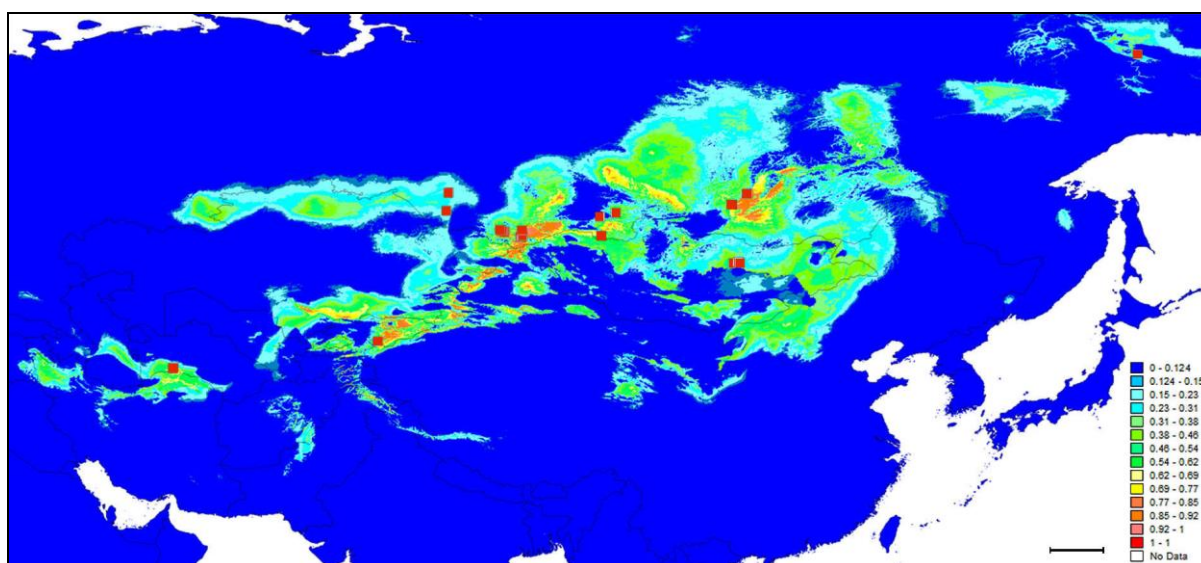 0 - 0.124
0.124 - 0.15
0.15 - 0.23
0.23 - 0.31
0.31 - 0.38
0.38 - 0.46
0.46 - 0.54
0.54 - 0.62
0.62 - 0.69
0.69 - 0.77
0.77 - 0.85
0.85 - 0.92
0.92 - 1
1 - 1
No Data